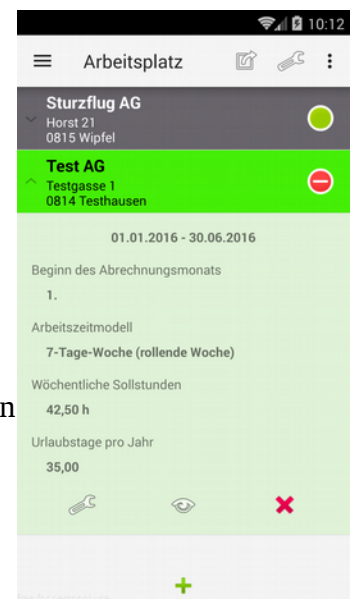 10:12
Arbeitsplatz
Sturzflug AG
Horst 21
0815 Wipfel
Test AG
Testgasse 1
0814 Testhausen
01.01.2016 - 30.06.2016
Beginn des Abrechnungsmonats
1.
Arbeitszeitmodell
7-Tage-Woche (rollende Woche)
Wöchentliche Sollstunden
n
42,50 h
Urlaubstage pro Jahr
35,00